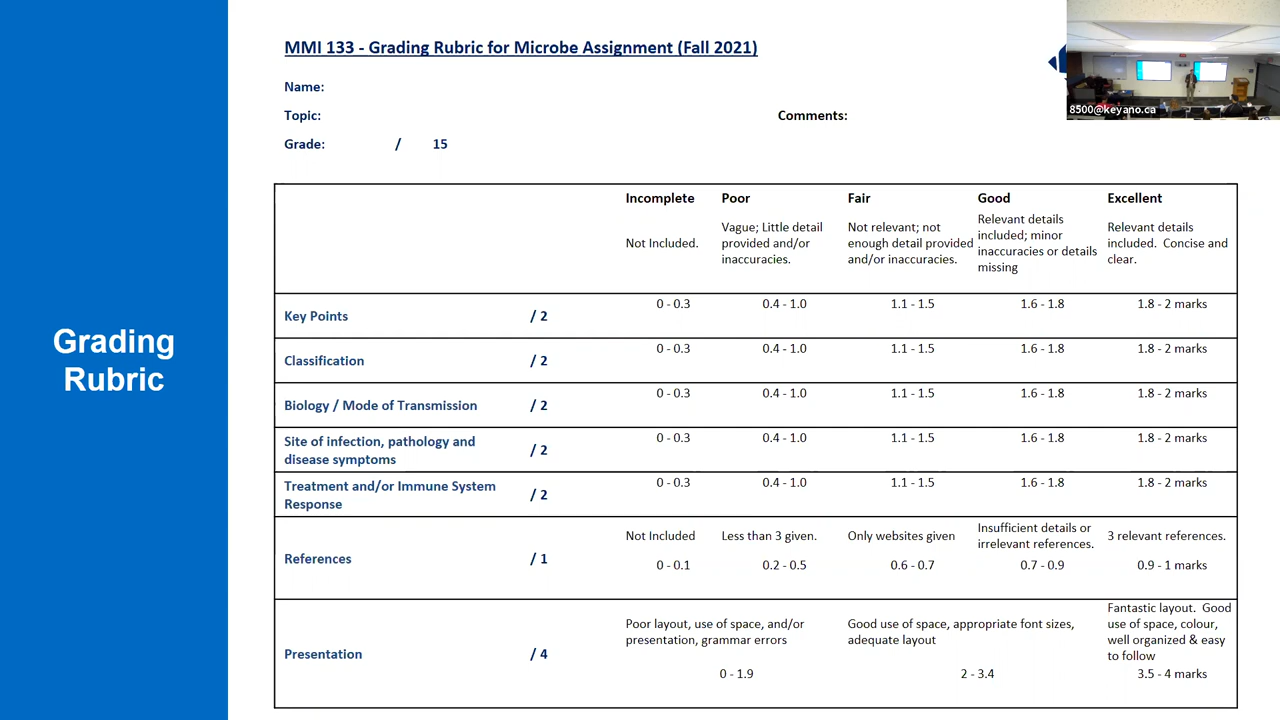 MMI 133 - Grading Rubric for Microbe Assignment (Fall 2021)
Name:
Topic:
Comments:
Grade: / 15
8500@keyano.ca
Grading
Rubric
Incomplete Poor Fair Good Excellent
Not Included.
Vague; Little detail
provided and/or
inaccuracies.
Not relevant; not
enough detail provided
and/or inaccuracies.
Relevant details
included; minor
inaccuracies or details
missing
Relevant details
included. Concise and
clear.
Key Points / 2 0 - 0.3 0.4 - 1.0 1.1 - 1.5 1.6 - 1.8 1.8 - 2 marks
Classification / 2 0 - 0.3 0.4 - 1.0 1.1 - 1.5 1.6 - 1.8 1.8 - 2 marks
Biology / Mode of Transmission / 2 0 - 0.3 0.4 - 1.0 1.1 - 1.5 1.6 - 1.8 1.8 - 2 marks
Site of infection, pathology and
disease symptoms
/ 2 0 - 0.3 0.4 - 1.0 1.1 - 1.5 1.6 - 1.8 1.8 - 2 marks
Treatment and/or Immune System
Response
/ 2 0 - 0.3 0.4 - 1.0 1.1 - 1.5 1.6 - 1.8 1.8 - 2 marks
References / 1
Not Included
0 - 0.1
Less than 3 given.
0.2 - 0.5
Only websites given
0.6 - 0.7
Insufficient details or
irrelevant references.
0.7 - 0.9
3 relevant references.
0.9 - 1 marks
Presentation / 4
Poor layout, use of space, and/or
presentation, grammar errors
0 - 1.9
Good use of space, appropriate font sizes,
adequate layout
2 - 3.4
Fantastic layout. Good
use of space, colour,
well organized & easy
to follow
3.5 - 4 marks